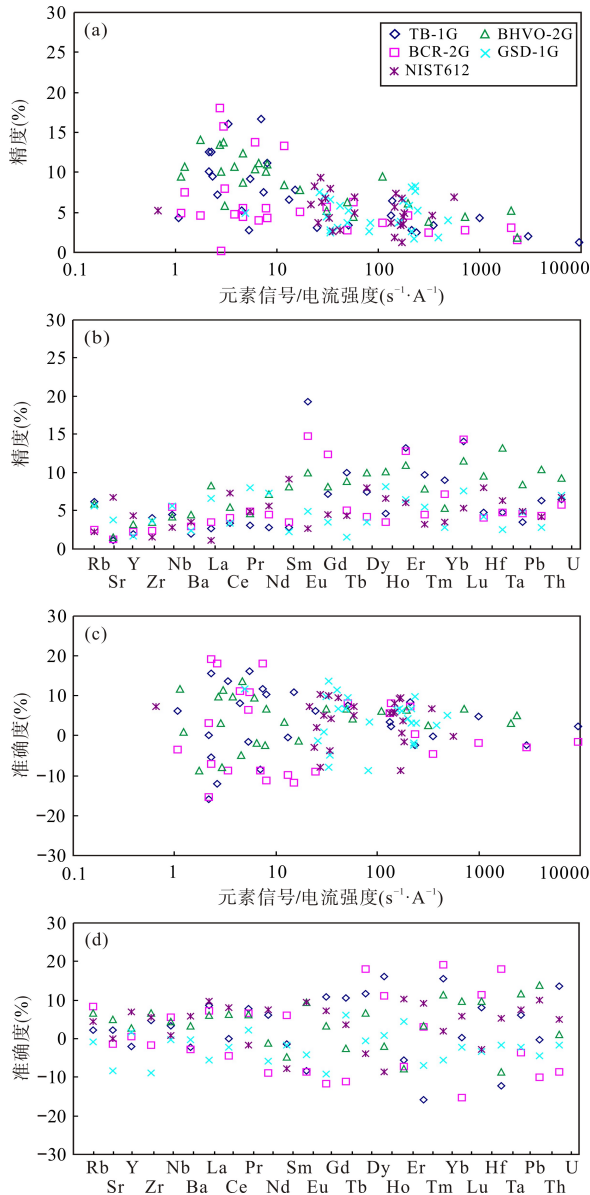 (a)
TB-1G
BHVO-2G
BCR-2G
GSD-1G
NIST612
精度(%)
30
25
20
15
10
5
0
0.1
1
10
100
1000
10000
元素信号/电流强度(s⁻¹·A⁻¹)
(b)
精度(%)
30
25
20
15
10
5
0
Rb Y Nb La Pr Sm Gd Dy Er Yb Hf Pb U
Sr Zr Ba Ce Nd Eu Tb Ho Tm Lu Ta Th
(c)
准确度(%)
30
20
10
0
−10
−20
−30
0.1
1
10
100
1000
10000
元素信号/电流强度(s⁻¹·A⁻¹)
(d)
准确度(%)
30
20
10
0
−10
−20
−30
Rb Y Nb La Pr Sm Gd Dy Er Yb Hf Pb U
Sr Zr Ba Ce Nd Eu Tb Ho Tm Lu Ta Th